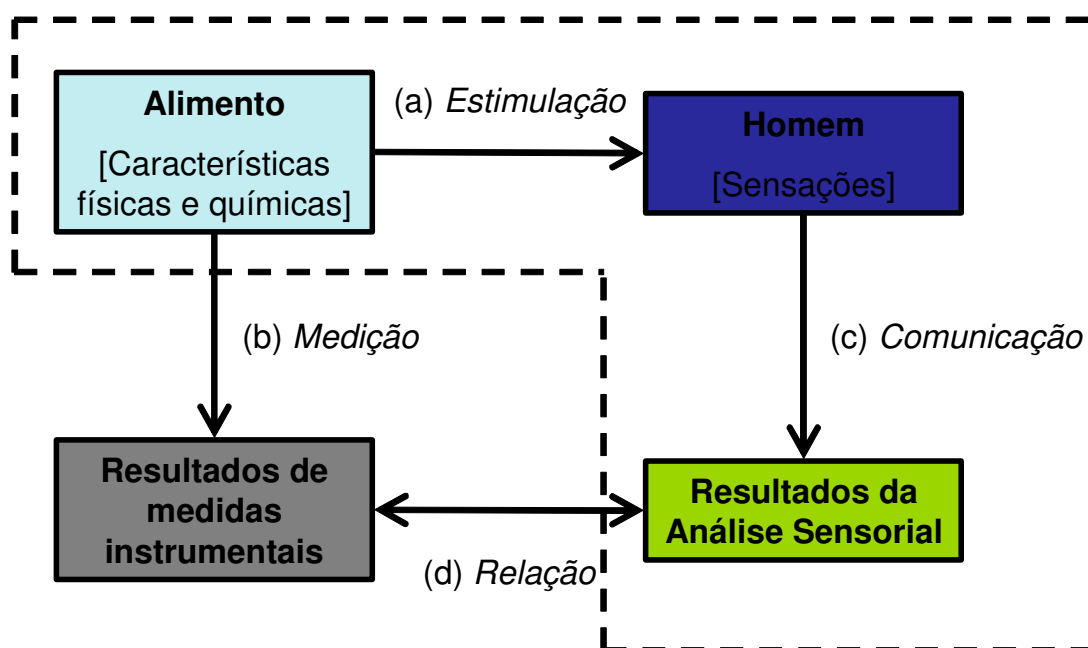 Alimento
[Características
físicas e químicas]
(a) Estimulação
Homem
[Sensações]
(b) Medição
(c) Comunicação
Resultados de
medidas
instrumentais
Resultados da
Análise Sensorial
(d) Relação